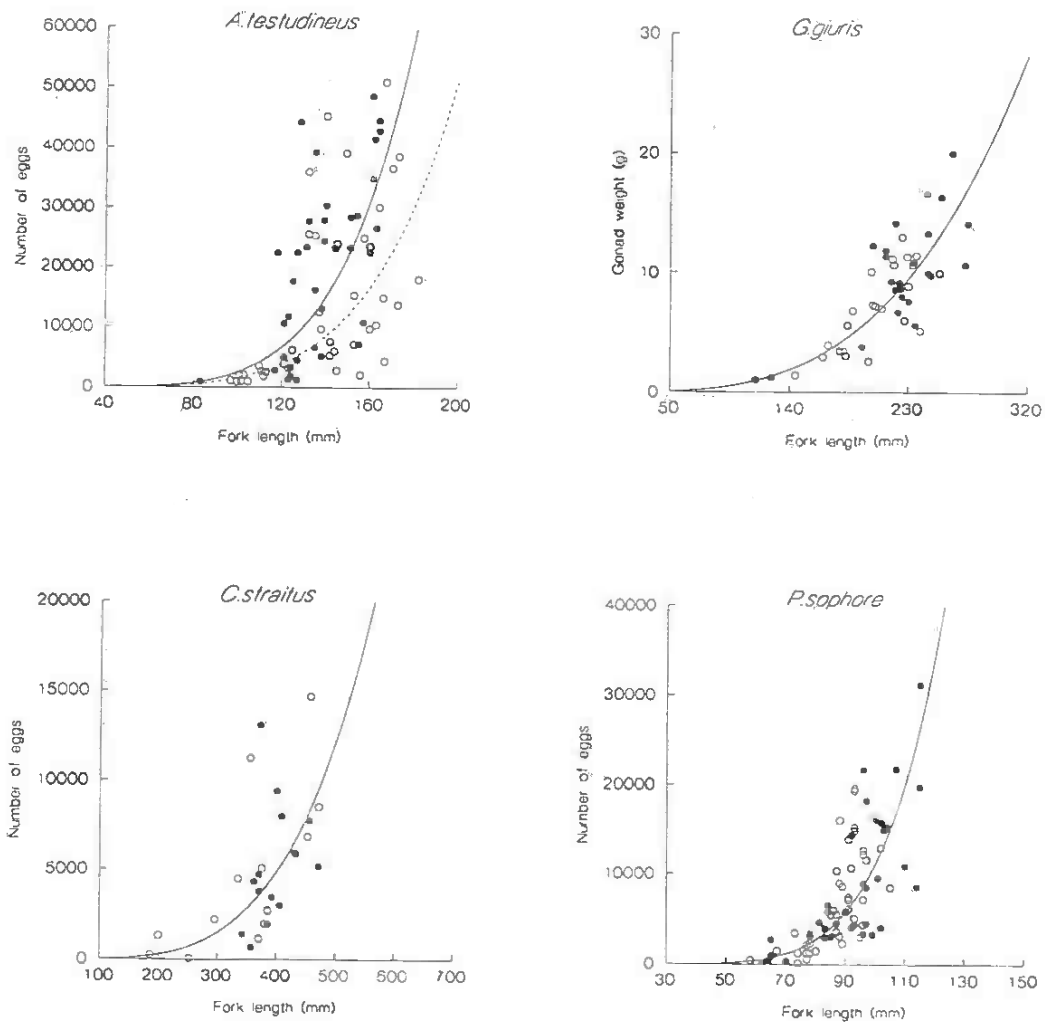 A.testudineus
60000
50000
40000
30000
20000
10000
0
Number of eggs
40 80 120 160 200
Fork length (mm)
G.giuris
30
20
10
0
Gonad weight (g)
50 140 230 320
Fork length (mm)
C.straitus
20000
15000
10000
5000
0
Number of eggs
100 200 300 400 500 600 700
Fork length (mm)
P.sophore
40000
30000
20000
10000
0
Number of eggs
30 50 70 90 110 130 150
Fork length (mm)